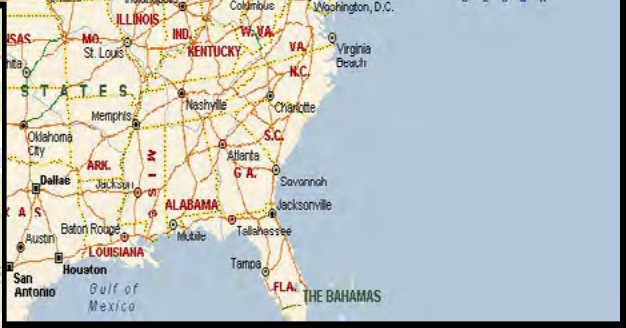 Columbus
Washington, D.C.
ILLINOIS
W. VA.
IND.
MO.
St. Louis
KENTUCKY
VA.
Virginia
Beach
N.C.
STATES
Nashville
Charlotte
Memphis
Oklahoma
City
S.C.
Atlanta
ARK.
MISS
GA.
Dallas
Jackson
Savannah
ALABAMA
Jacksonville
Baton Rouge
Mobile
Tallahassee
Austin
LOUISIANA
Houston
Tampa
San
Antonio
Gulf of
Mexico
FLA.
THE BAHAMAS